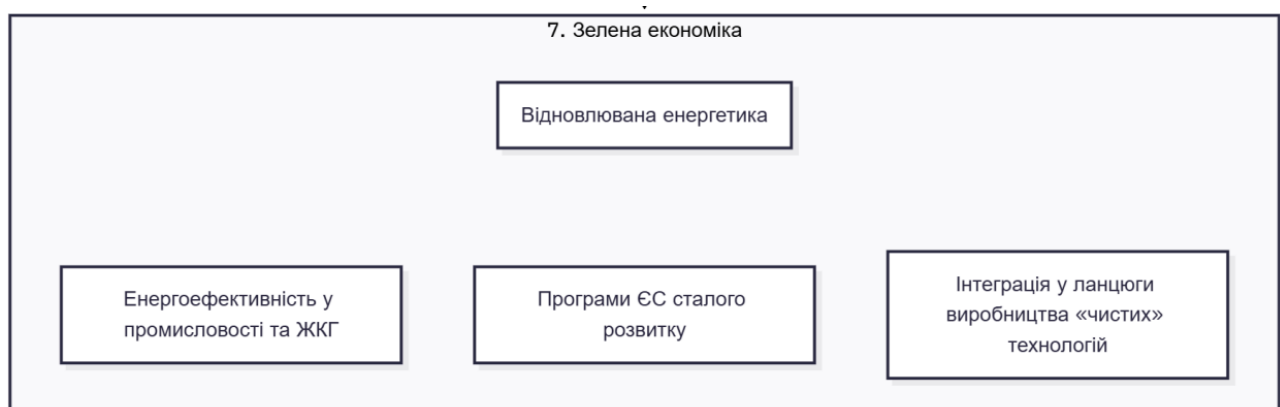 7. Зелена економіка
Відновлювана енергетика
Енергоефективність у
промисловості та ЖКГ
Програми ЄС сталого
розвитку
Інтеграція у ланцюги
виробництва «чистих»
технологій